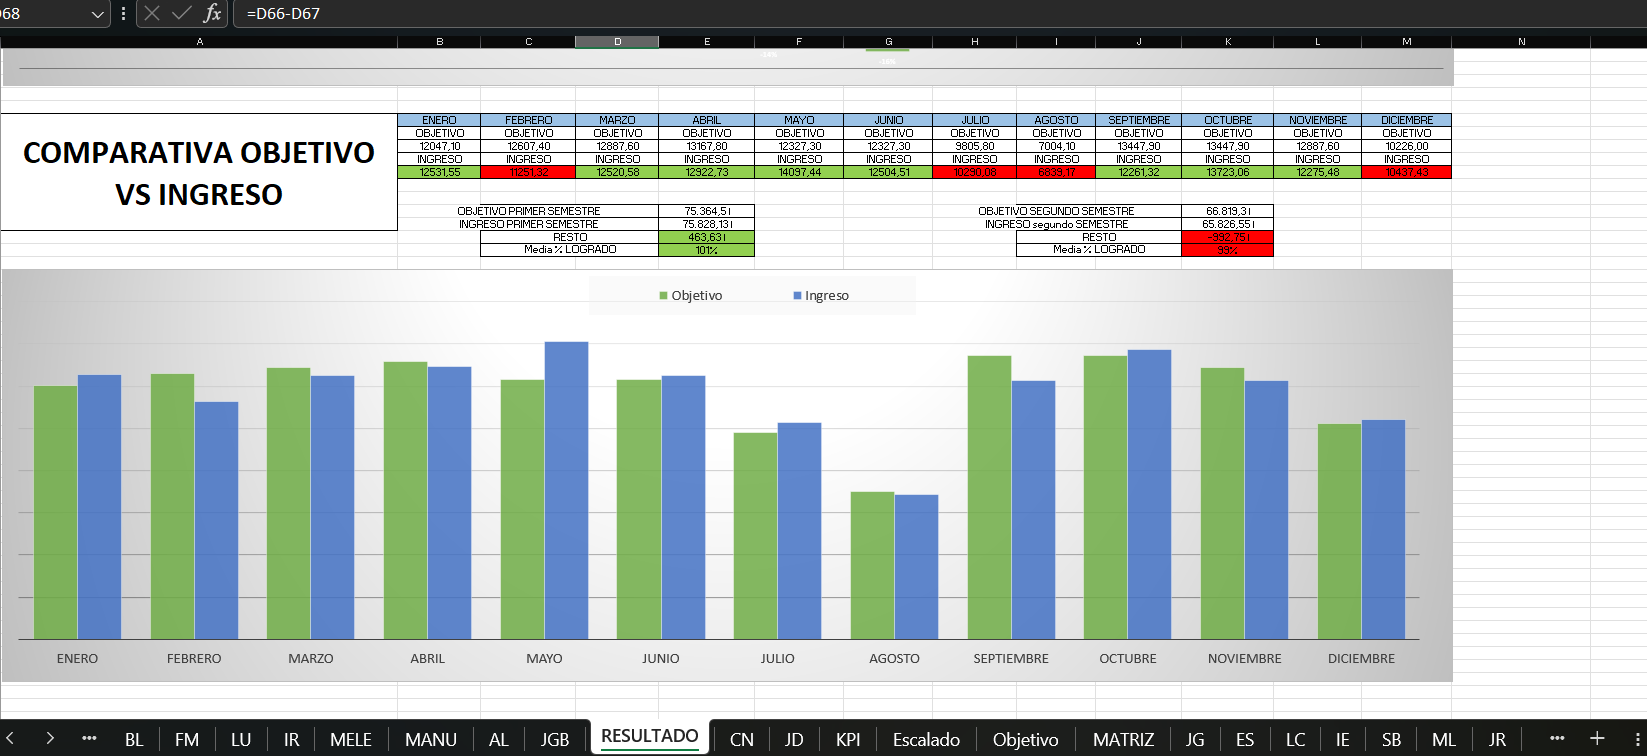 D68 fx =D66-D67
A B C D E F G H I J K L M N
-14%
COMPARATIVA OBJETIVO
VS INGRESO
ENERO FEBRERO MARZO ABRIL MAYO JUNIO JULIO AGOSTO SEPTIEMBRE OCTUBRE NOVIEMBRE DICIEMBRE
OBJETIVO OBJETIVO OBJETIVO OBJETIVO OBJETIVO OBJETIVO OBJETIVO OBJETIVO OBJETIVO OBJETIVO OBJETIVO OBJETIVO
12047,10 12607,40 12887,60 13167,80 12327,30 12327,30 9805,80 7004,10 13447,90 13447,90 12887,60 10226,00
INGRESO INGRESO INGRESO INGRESO INGRESO INGRESO INGRESO INGRESO INGRESO INGRESO INGRESO INGRESO
12531,55 11251,32 12520,58 12922,73 14097,44 12504,51 12261,32 13723,06 12275,48 10437,43
OBJETIVO PRIMER SEMESTRE 75.364,5 l
INGRESO PRIMER SEMESTRE 75.828,13 l
RESTO 463,63 l
Media % LOGRADO 101%
OBJETIVO SEGUNDO SEMESTRE 66.819,3 l
INGRESO segundo SEMESTRE 65.826,55 l
RESTO -992,75 l
Media % LOGRADO 99%
Objetivo Ingreso
ENERO FEBRERO MARZO ABRIL MAYO JUNIO JULIO AGOSTO SEPTIEMBRE OCTUBRE NOVIEMBRE DICIEMBRE
BL FM LU IR MELE MANU AL JGB RESULTADO CN JD KPI Escalado Objetivo MATRIZ JG ES LC IE SB ML JR